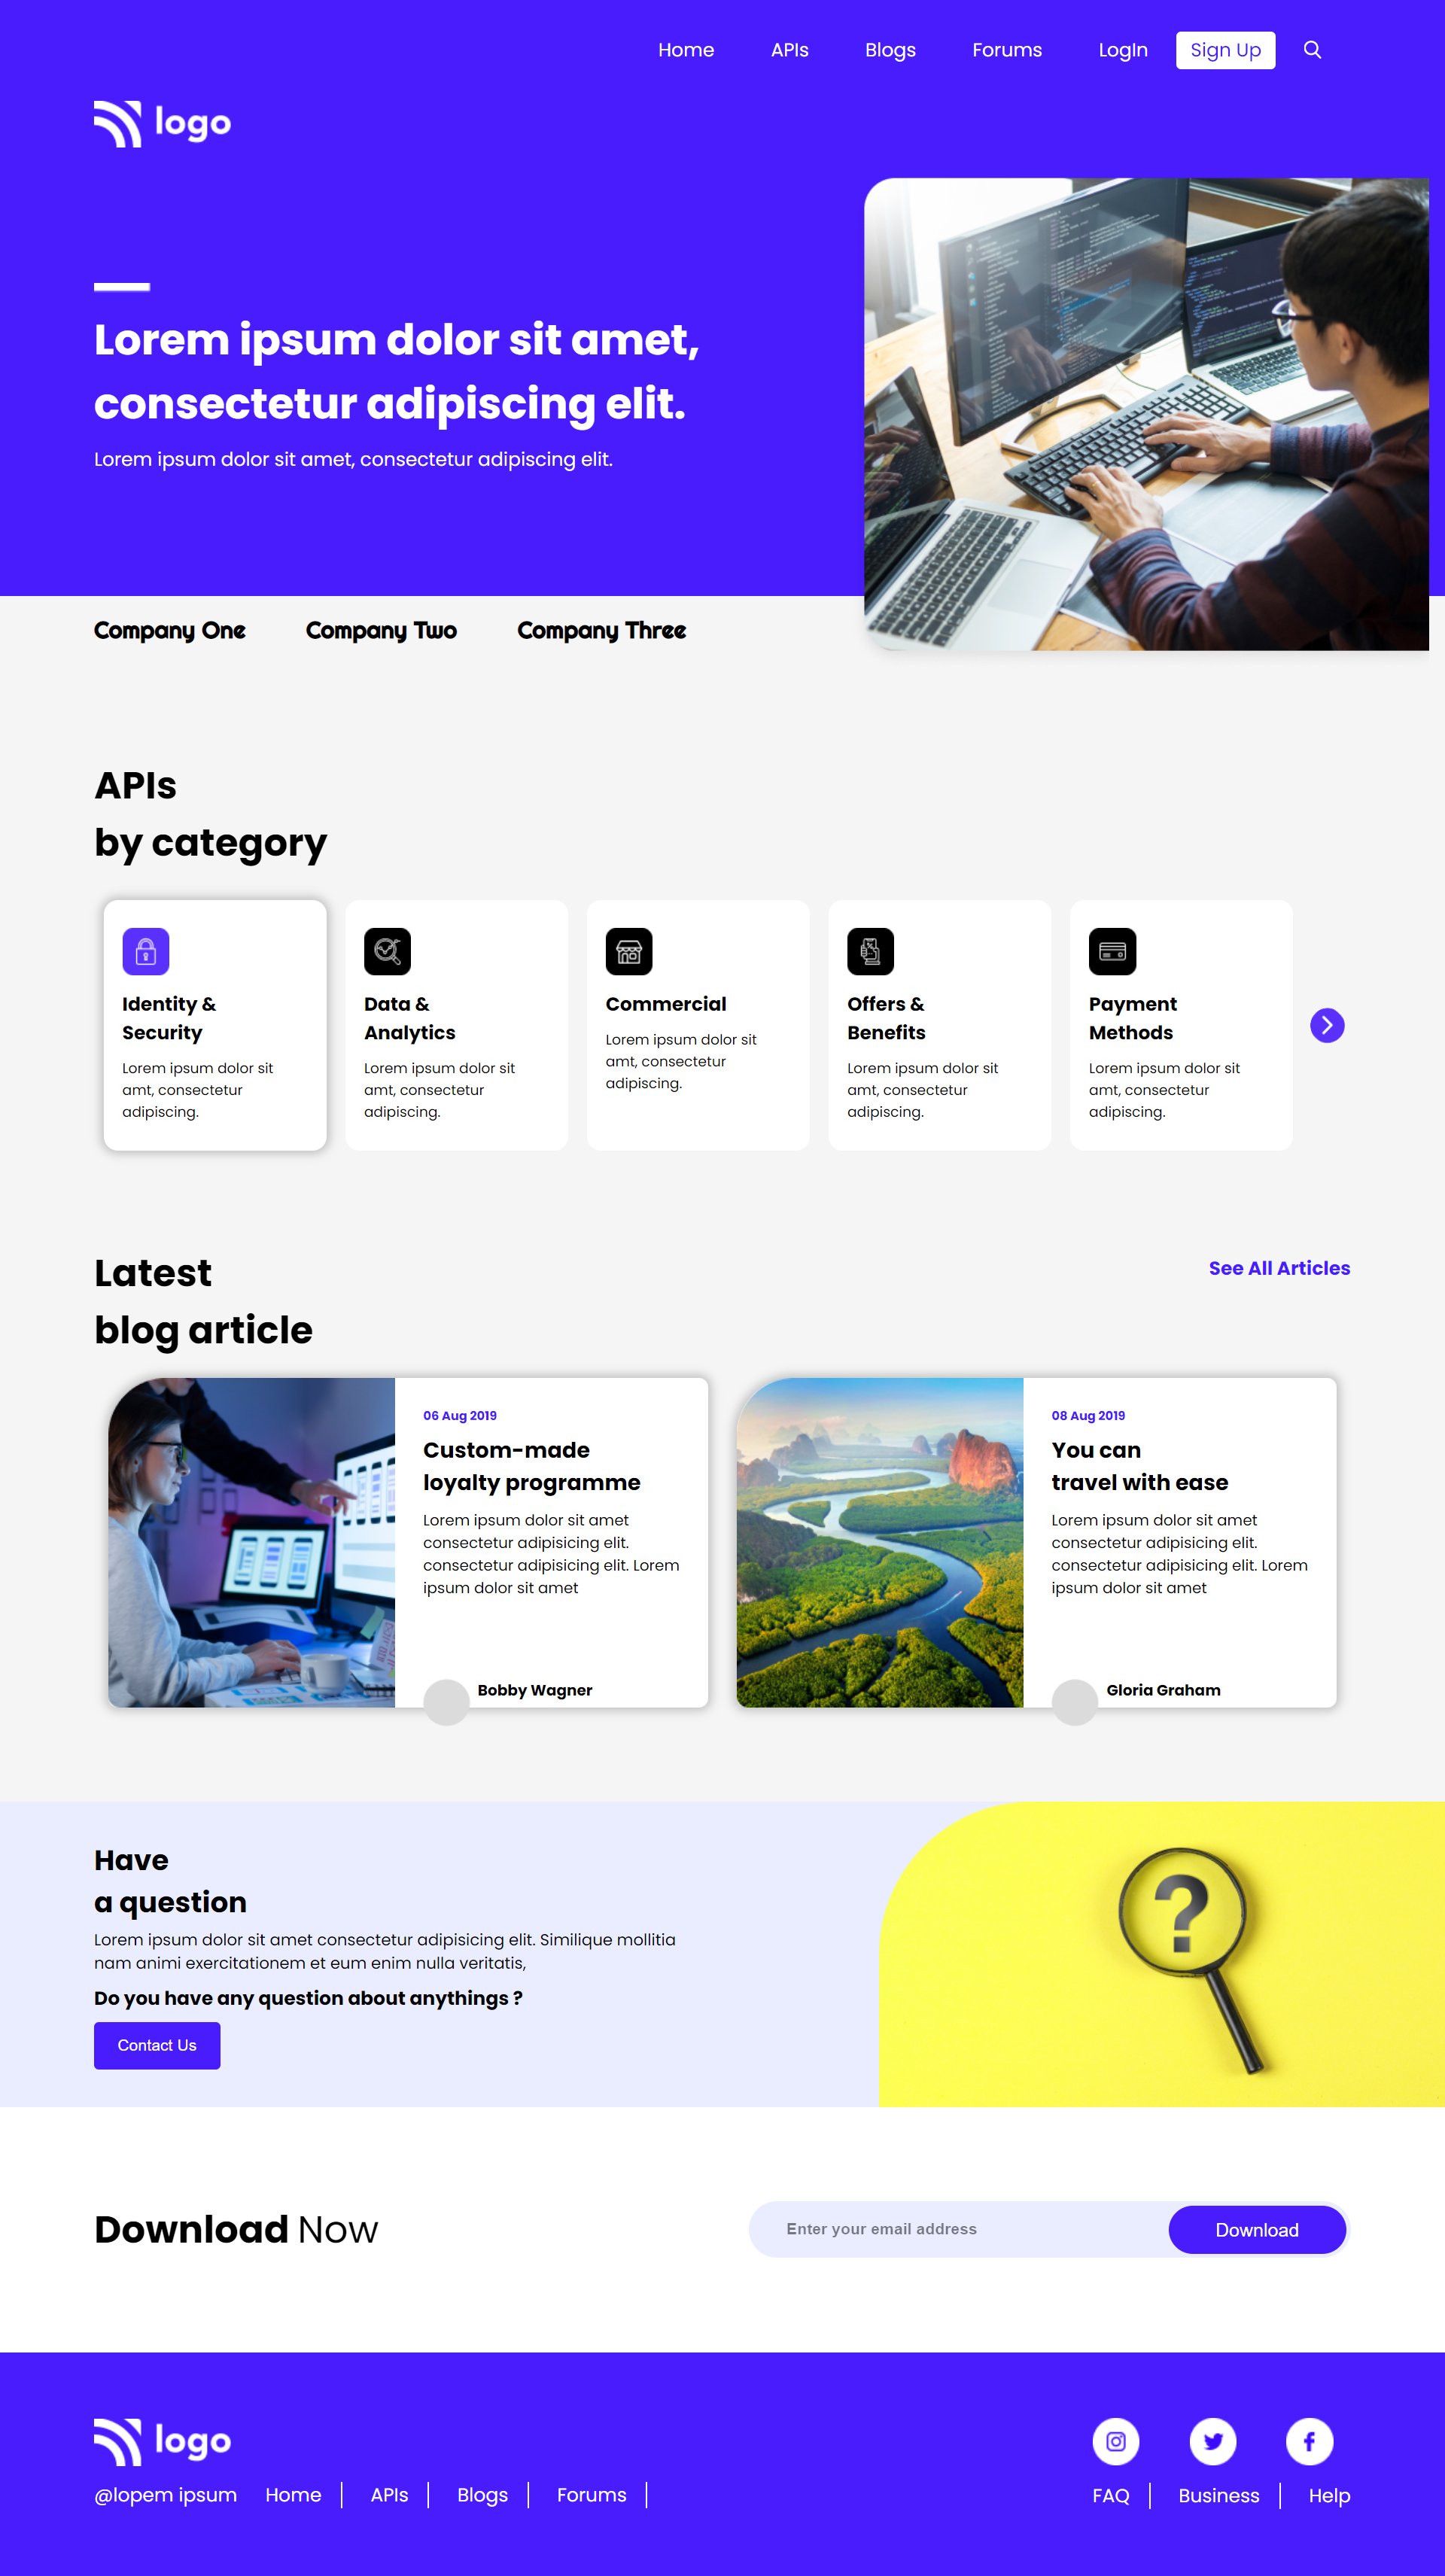 Home APIs Blogs Forums LogIn Sign Up
logo
Lorem ipsum dolor sit amet,
consectetur adipiscing elit.
Lorem ipsum dolor sit amet, consectetur adipiscing elit.
Company One Company Two Company Three
APIs
by category
Identity &
Security
Lorem ipsum dolor sit
amt, consectetur
adipiscing.
Data &
Analytics
Lorem ipsum dolor sit
amt, consectetur
adipiscing.
Commercial
Lorem ipsum dolor sit
amt, consectetur
adipiscing.
Offers &
Benefits
Lorem ipsum dolor sit
amt, consectetur
adipiscing.
Payment
Methods
Lorem ipsum dolor sit
amt, consectetur
adipiscing.
Latest
blog article
See All Articles
06 Aug 2019
Custom-made
loyalty programme
Lorem ipsum dolor sit amet
consectetur adipisicing elit.
consectetur adipisicing elit. Lorem
ipsum dolor sit amet
Bobby Wagner
08 Aug 2019
You can
travel with ease
Lorem ipsum dolor sit amet
consectetur adipisicing elit.
consectetur adipisicing elit. Lorem
ipsum dolor sit amet
Gloria Graham
Have
a question
Lorem ipsum dolor sit amet consectetur adipisicing elit. Similique mollitia
nam animi exercitationem et eum enim nulla veritatis,
Do you have any question about anythings ?
Contact Us
?
Download Now
Enter your email address
Download
logo
@lopem ipsum Home APIs Blogs Forums
FAQ Business Help